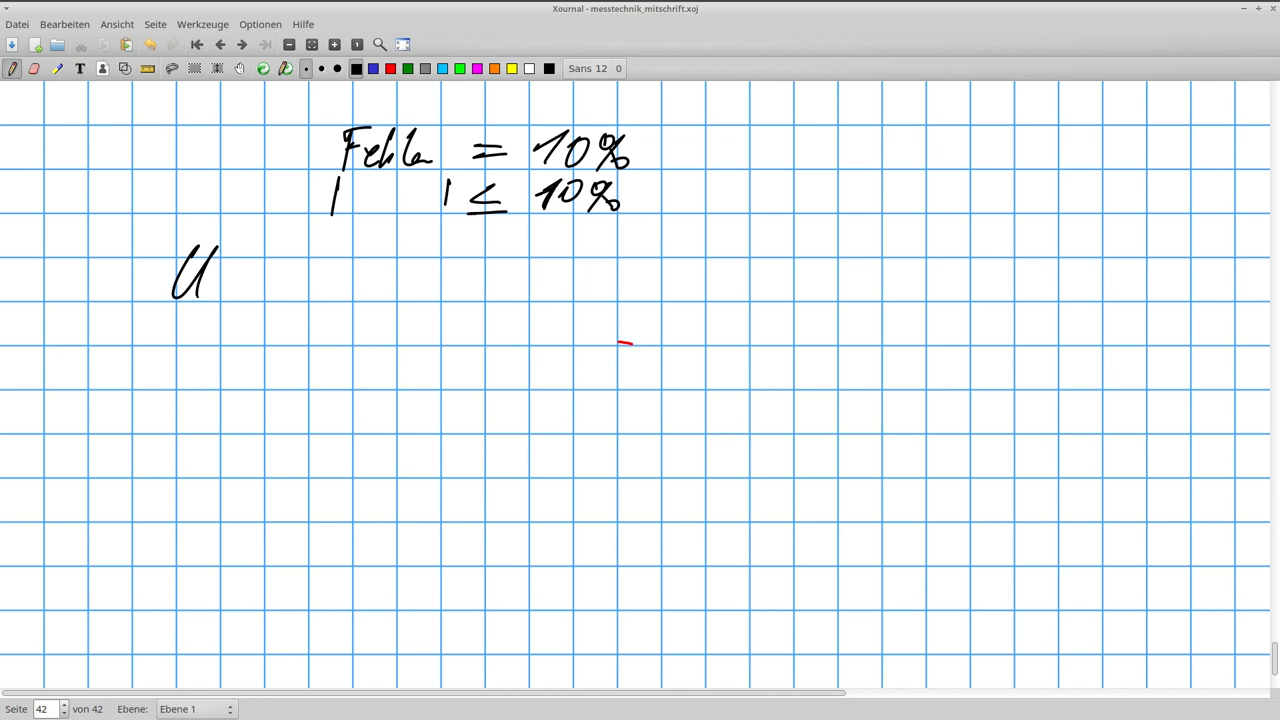 Xournal - messtechnik_mitschrift.xoj
Datei Bearbeiten Ansicht Seite Werkzeuge Optionen Hilfe
Sans 12 0
Fehler = 10%
| | ≤ 10%
U
Seite 42 von 42 Ebene: Ebene 1